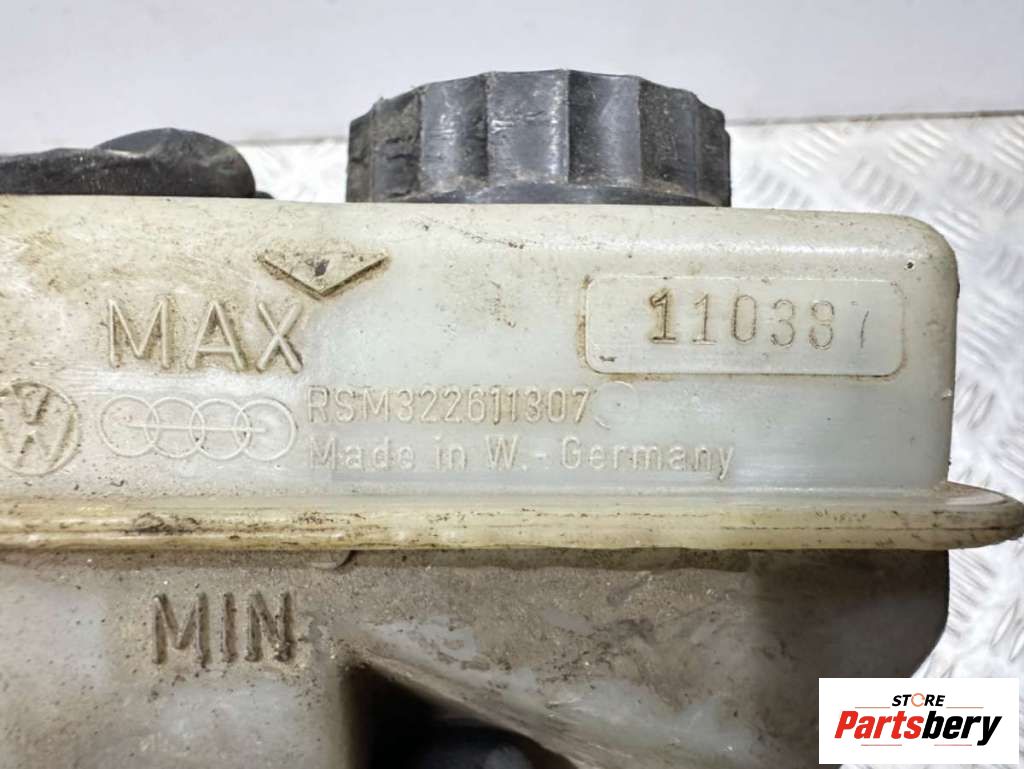 MAX
110387
RSM322611307
Made in W.-Germany
MIN
STORE
Partsbery